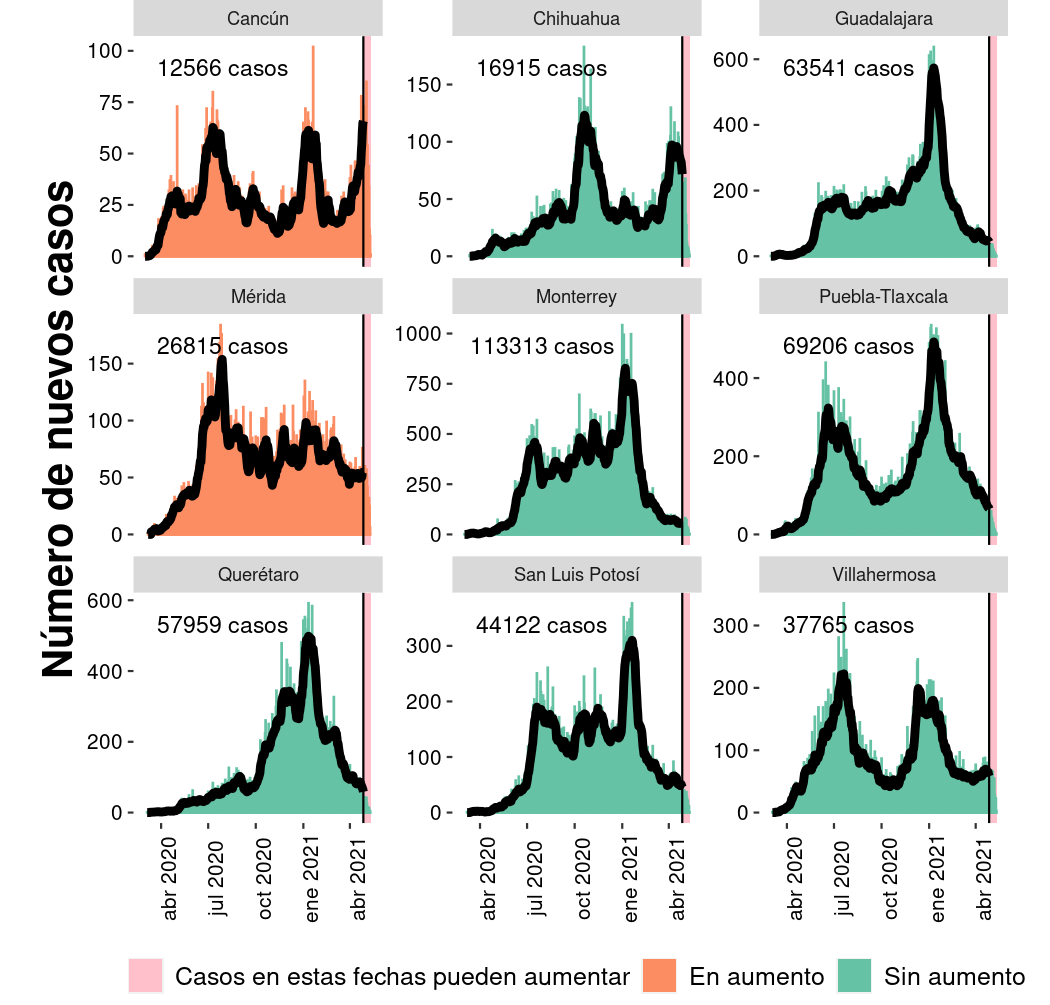 Número de nuevos casos
Cancún
Chihuahua
Guadalajara
100
75
50
25
0
12566 casos
150
100
50
0
16915 casos
600
400
200
0
63541 casos
Mérida
Monterrey
Puebla-Tlaxcala
150
100
50
0
26815 casos
1000
750
500
250
0
113313 casos
400
200
0
69206 casos
Querétaro
San Luis Potosí
Villahermosa
600
400
200
0
57959 casos
300
200
100
0
44122 casos
300
200
100
0
37765 casos
abr 2020
jul 2020
oct 2020
ene 2021
abr 2021
abr 2020
jul 2020
oct 2020
ene 2021
abr 2021
abr 2020
jul 2020
oct 2020
ene 2021
abr 2021
Casos en estas fechas pueden aumentar
En aumento
Sin aumento